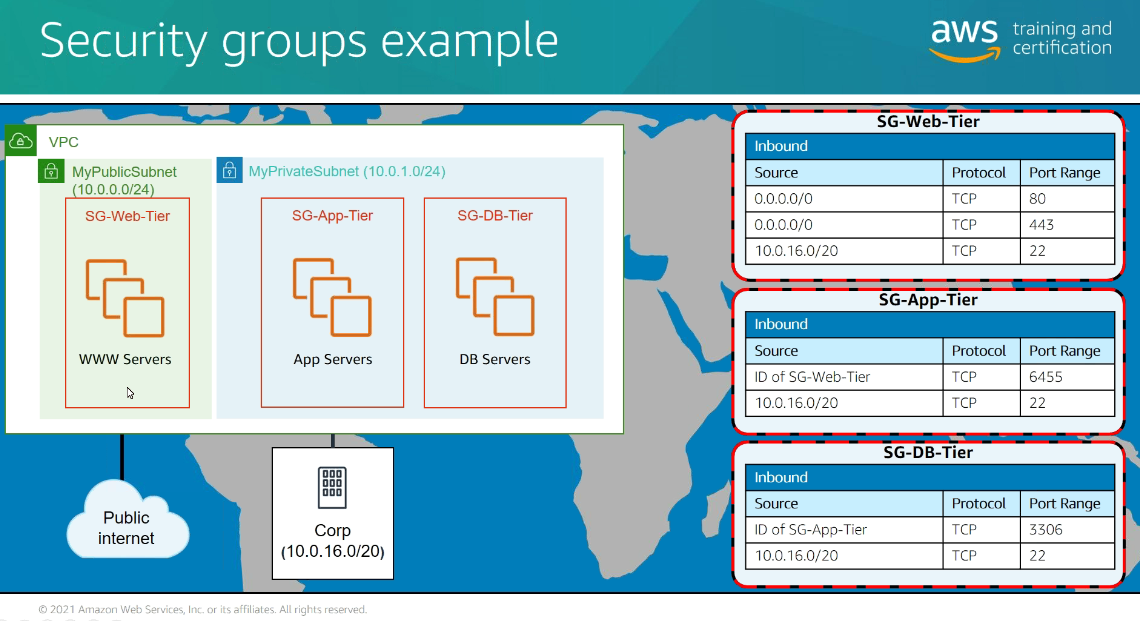 Security groups example
aws training and certification
VPC
MyPublicSubnet
(10.0.0.0/24)
MyPrivateSubnet (10.0.1.0/24)
SG-Web-Tier
SG-App-Tier
SG-DB-Tier
WWW Servers
App Servers
DB Servers
Public
internet
Corp
(10.0.16.0/20)
SG-Web-Tier
Inbound
Source Protocol Port Range
0.0.0.0/0 TCP 80
0.0.0.0/0 TCP 443
10.0.16.0/20 TCP 22
SG-App-Tier
Inbound
Source Protocol Port Range
ID of SG-Web-Tier TCP 6455
10.0.16.0/20 TCP 22
SG-DB-Tier
Inbound
Source Protocol Port Range
ID of SG-App-Tier TCP 3306
10.0.16.0/20 TCP 22
© 2021 Amazon Web Services, Inc. or its affiliates. All rights reserved.